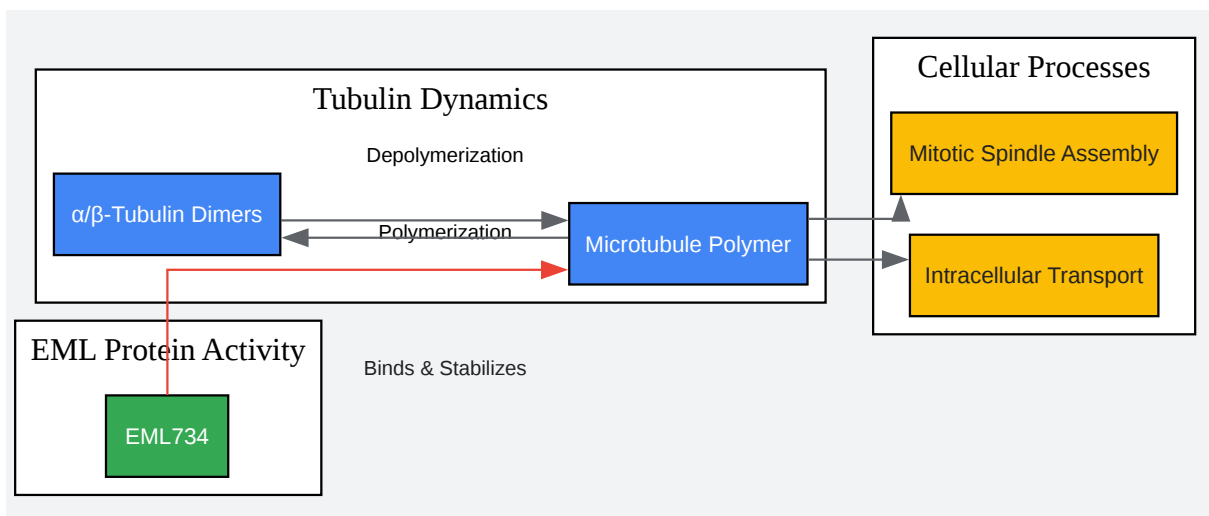 Cellular Processes
Tubulin Dynamics
Mitotic Spindle Assembly
Depolymerization
α/β-Tubulin Dimers
Polymerization
Microtubule Polymer
Intracellular Transport
EML Protein Activity
Binds & Stabilizes
EML734